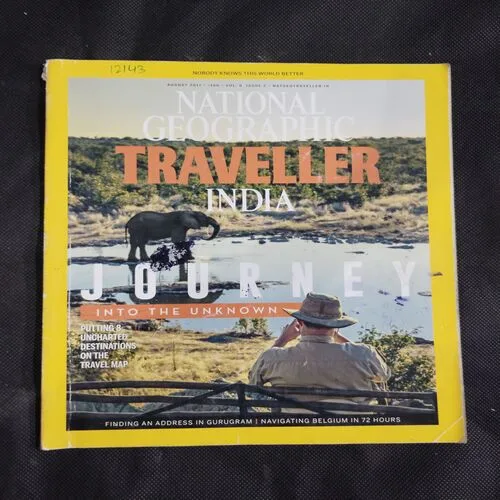 12143
NOBODY KNOWS THIS WORLD BETTER
NATIONAL
GEOGRAPHIC
TRAVELLER
INDIA
JOURNEY
INTO THE UNKNOWN
PUTTING 8
UNCHARTED
DESTINATIONS
ON THE
TRAVEL MAP
FINDING AN ADDRESS IN GURUGRAM | NAVIGATING BELGIUM IN 72 HOURS